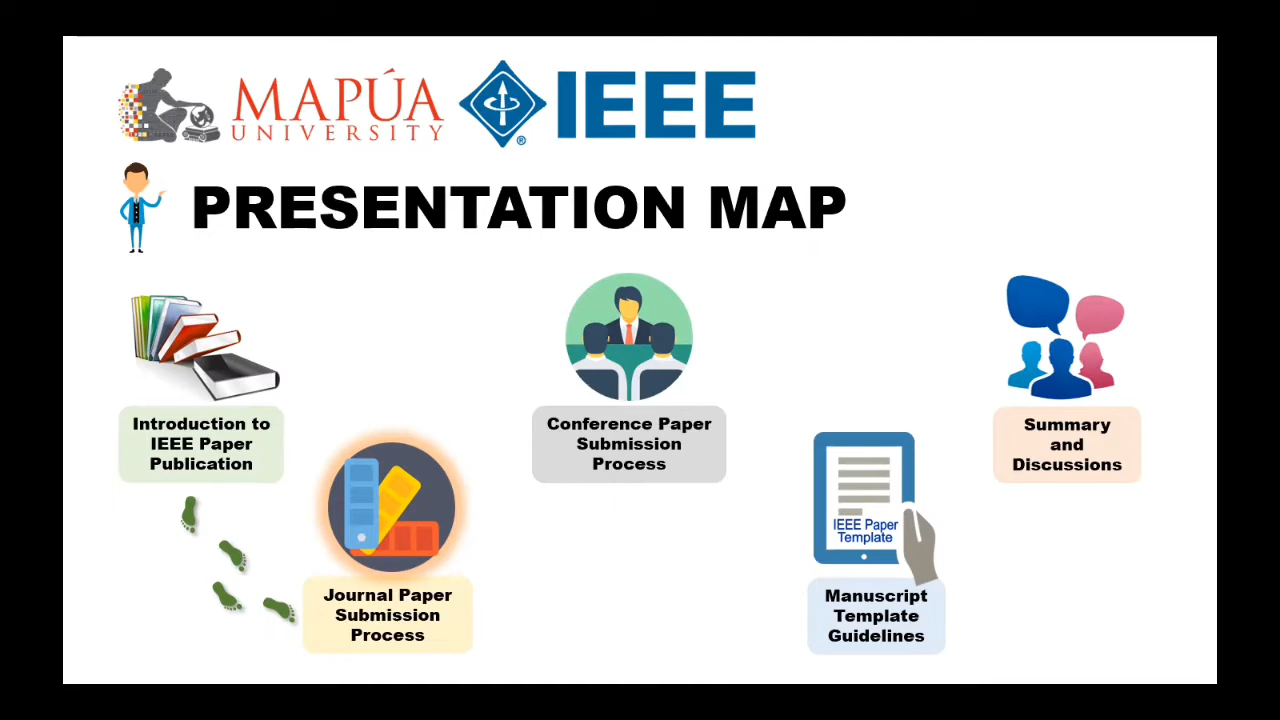 MAPÚA
UNIVERSITY
IEEE
®
PRESENTATION MAP
Introduction to
IEEE Paper
Publication
Journal Paper
Submission
Process
Conference Paper
Submission
Process
IEEE Paper
Template
Manuscript
Template
Guidelines
Summary
and
Discussions